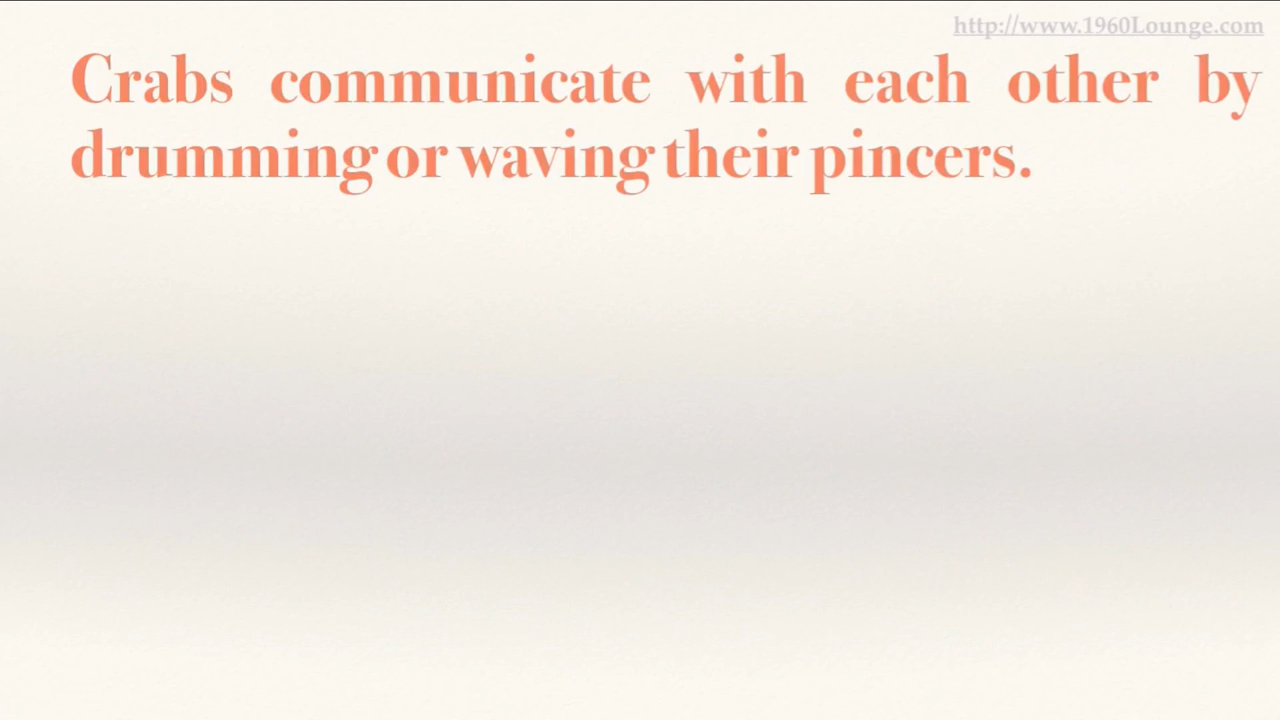 http://www.1960Lounge.com
Crabs communicate with each other by
drumming or waving their pincers.